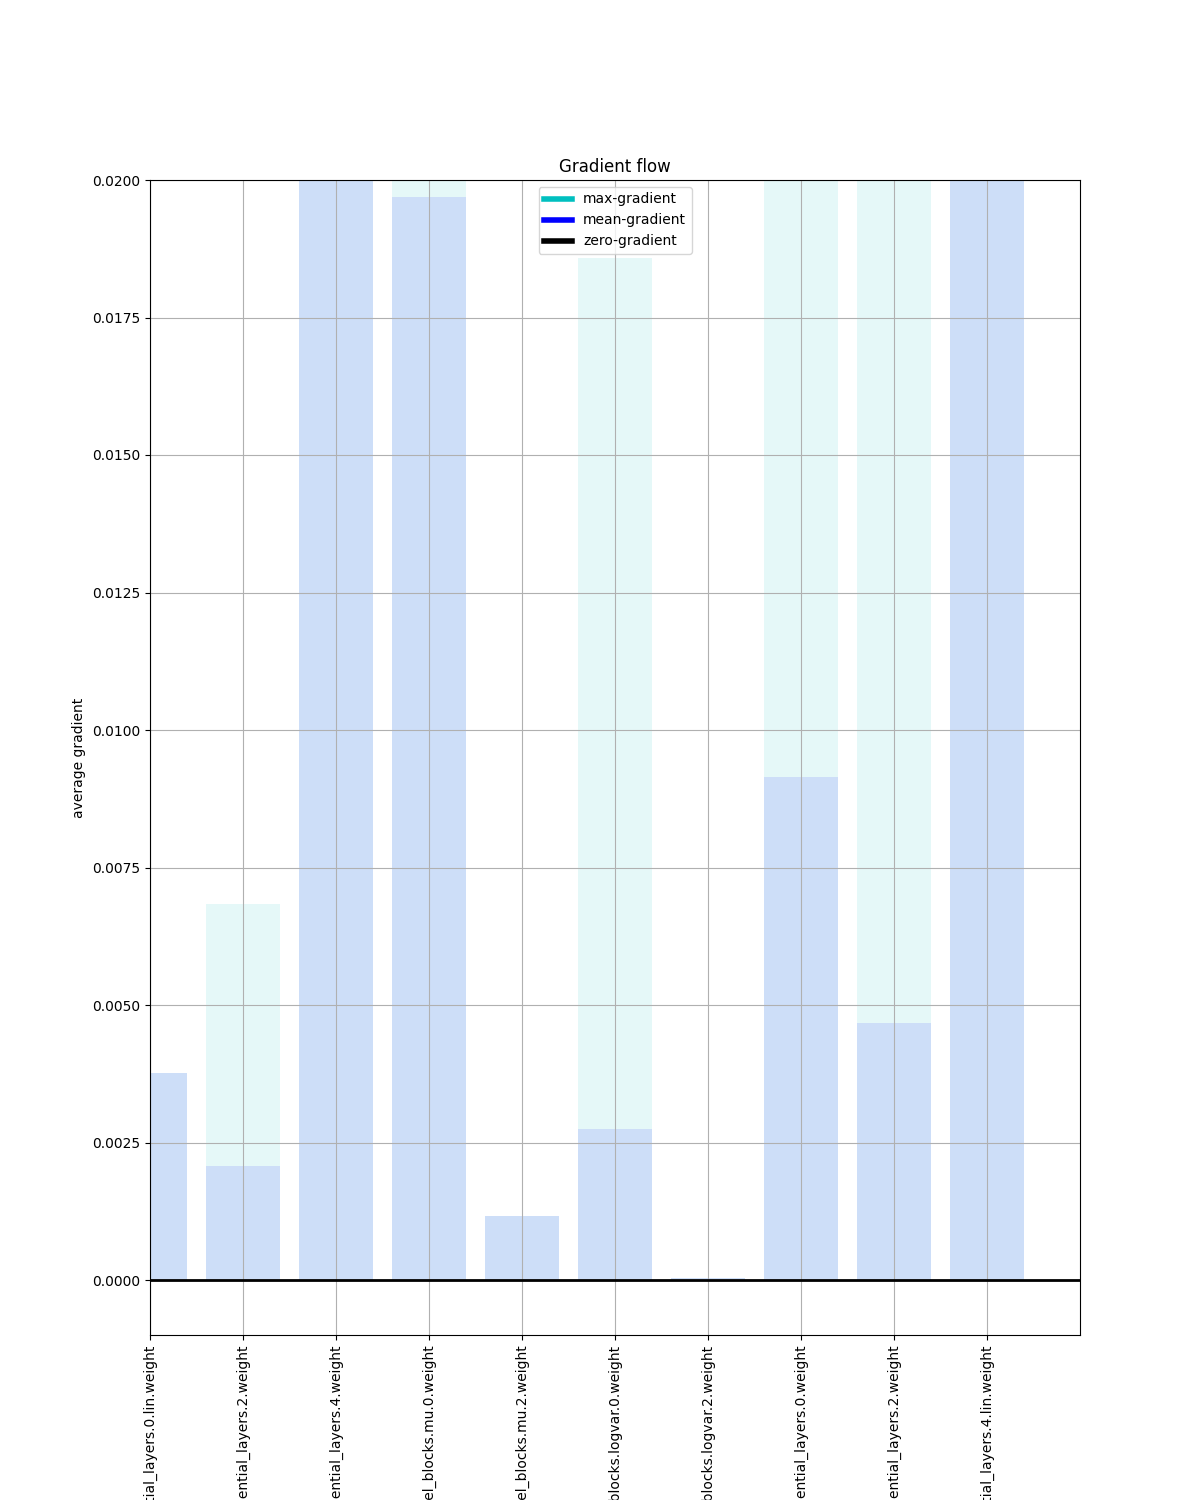 Gradient flow
max-gradient
mean-gradient
zero-gradient
0.0200
0.0175
0.0150
0.0125
0.0100
0.0075
0.0050
0.0025
0.0000
average gradient
tial_layers.0.lin.weight
ential_layers.2.weight
ential_layers.4.weight
el_blocks.mu.0.weight
el_blocks.mu.2.weight
blocks.logvar.0.weight
blocks.logvar.2.weight
ential_layers.0.weight
ential_layers.2.weight
tial_layers.4.lin.weight